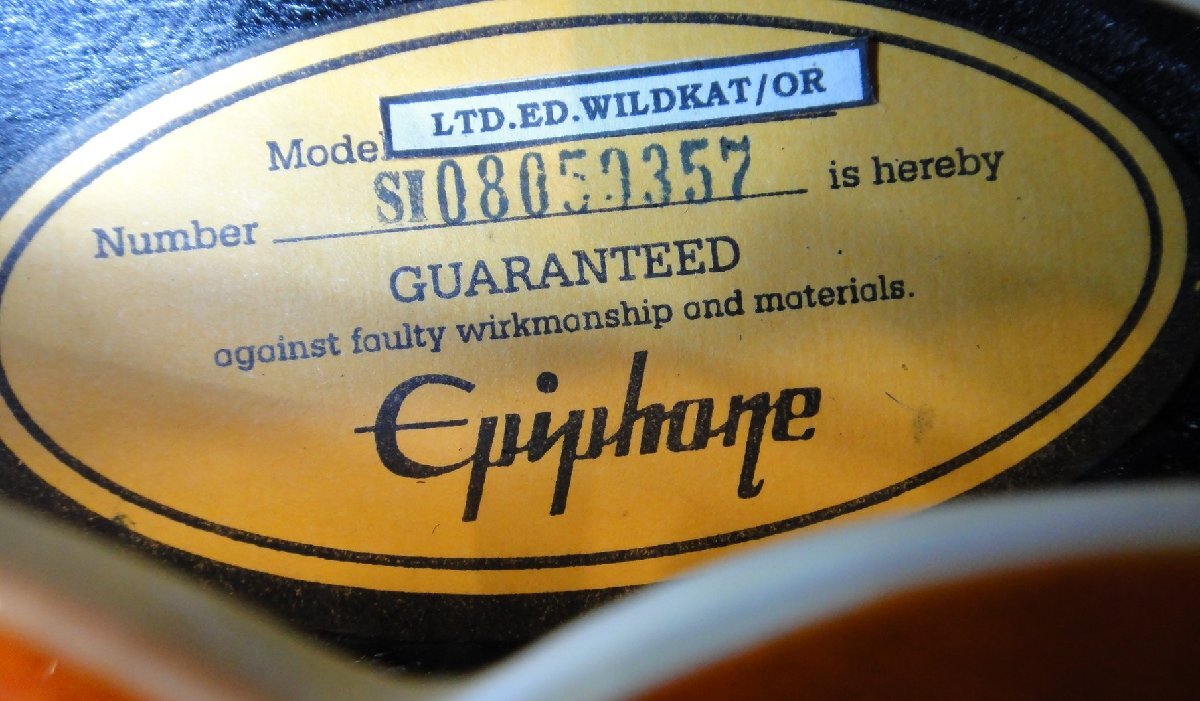 Model LTD.ED.WILDKAT/OR
Number SI08050357 is hereby
GUARANTEED
against faulty wirkmanship and materials.
Epiphone